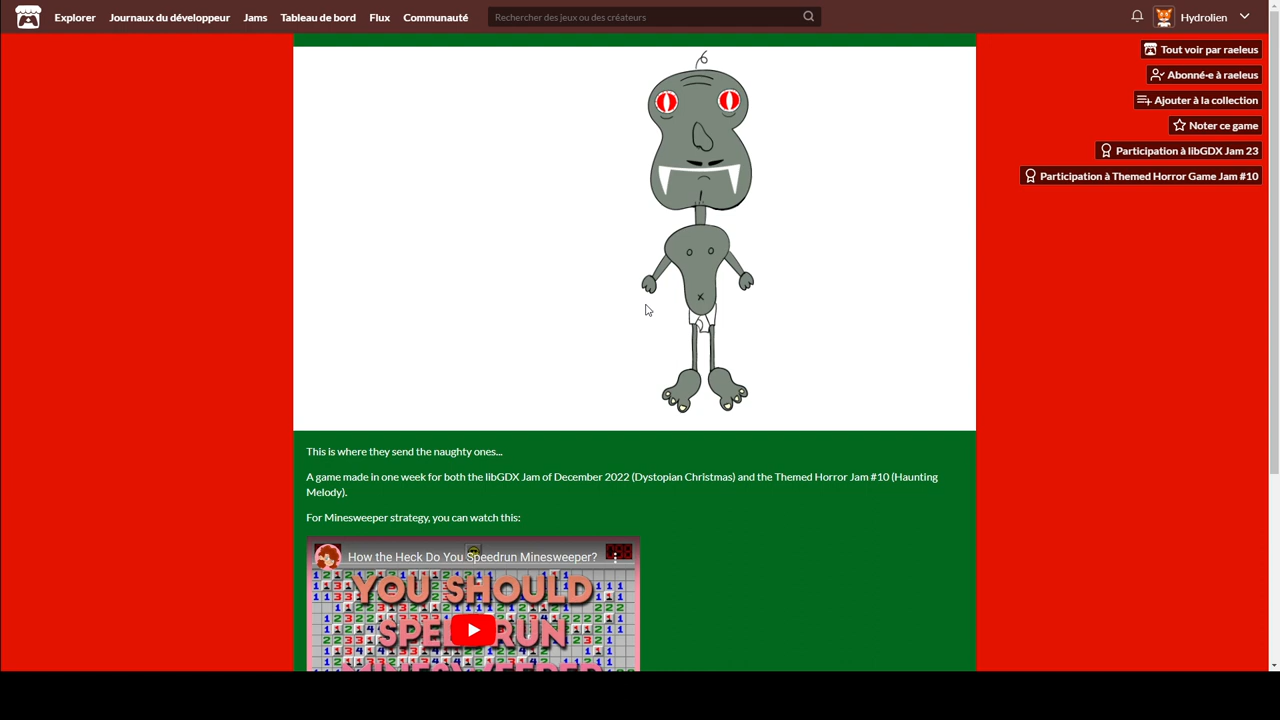 Explorer Journaux du développeur Jams Tableau de bord Flux Communauté Rechercher des jeux ou des créateurs Hydrolien
Tout voir par raeleus
Abonné·e à raeleus
Ajouter à la collection
Noter ce game
Participation à libGDX Jam 23
Participation à Themed Horror Game Jam #10
This is where they send the naughty ones...
A game made in one week for both the libGDX Jam of December 2022 (Dystopian Christmas) and the Themed Horror Jam #10 (Haunting
Melody).
For Minesweeper strategy, you can watch this:
How the Heck Do You Speedrun Minesweeper?
YOU SHOULD
SPEEDRUN
MINESWEEPER